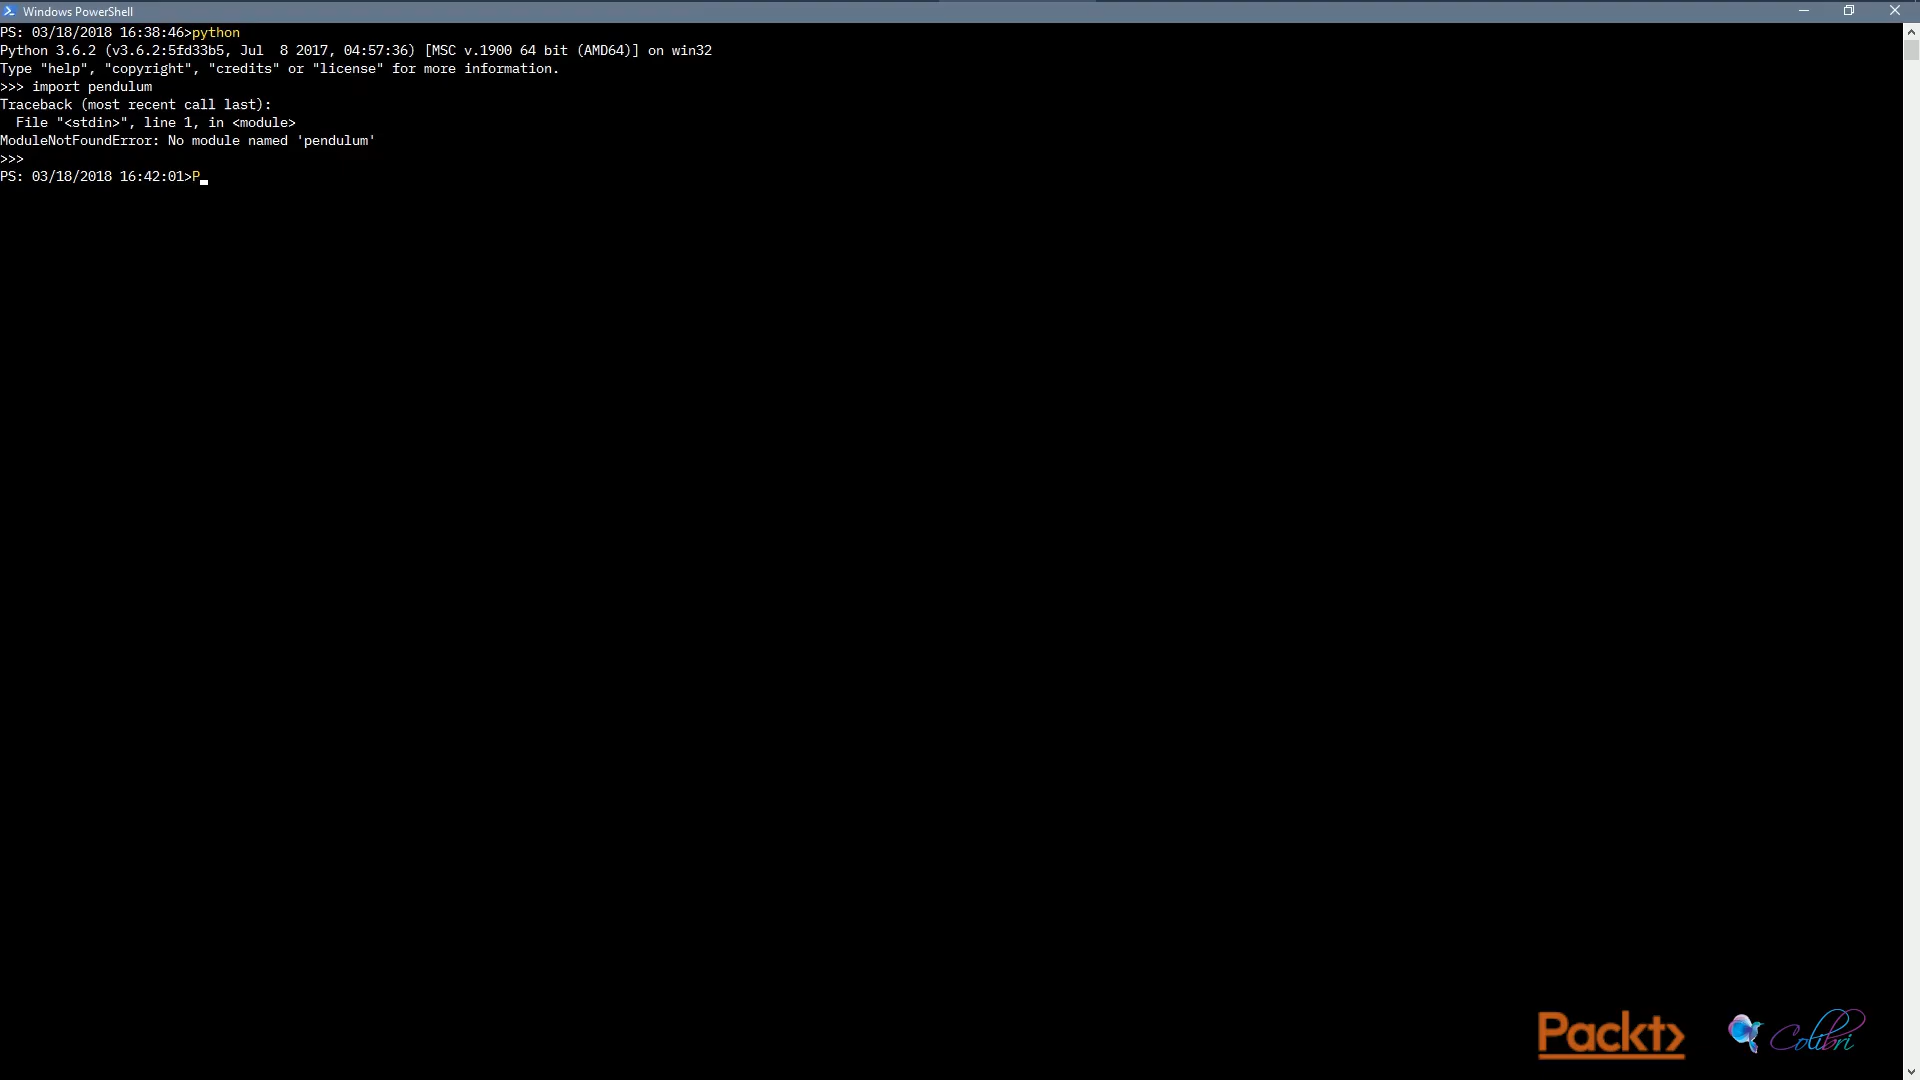 Windows PowerShell
PS: 03/18/2018 16:38:46>python
Python 3.6.2 (v3.6.2:5fd33b5, Jul  8 2017, 04:57:36) [MSC v.1900 64 bit (AMD64)] on win32
Type "help", "copyright", "credits" or "license" for more information.
>>> import pendulum
Traceback (most recent call last):
  File "<stdin>", line 1, in <module>
ModuleNotFoundError: No module named 'pendulum'
>>>
PS: 03/18/2018 16:42:01>P
Packt>
Colibri